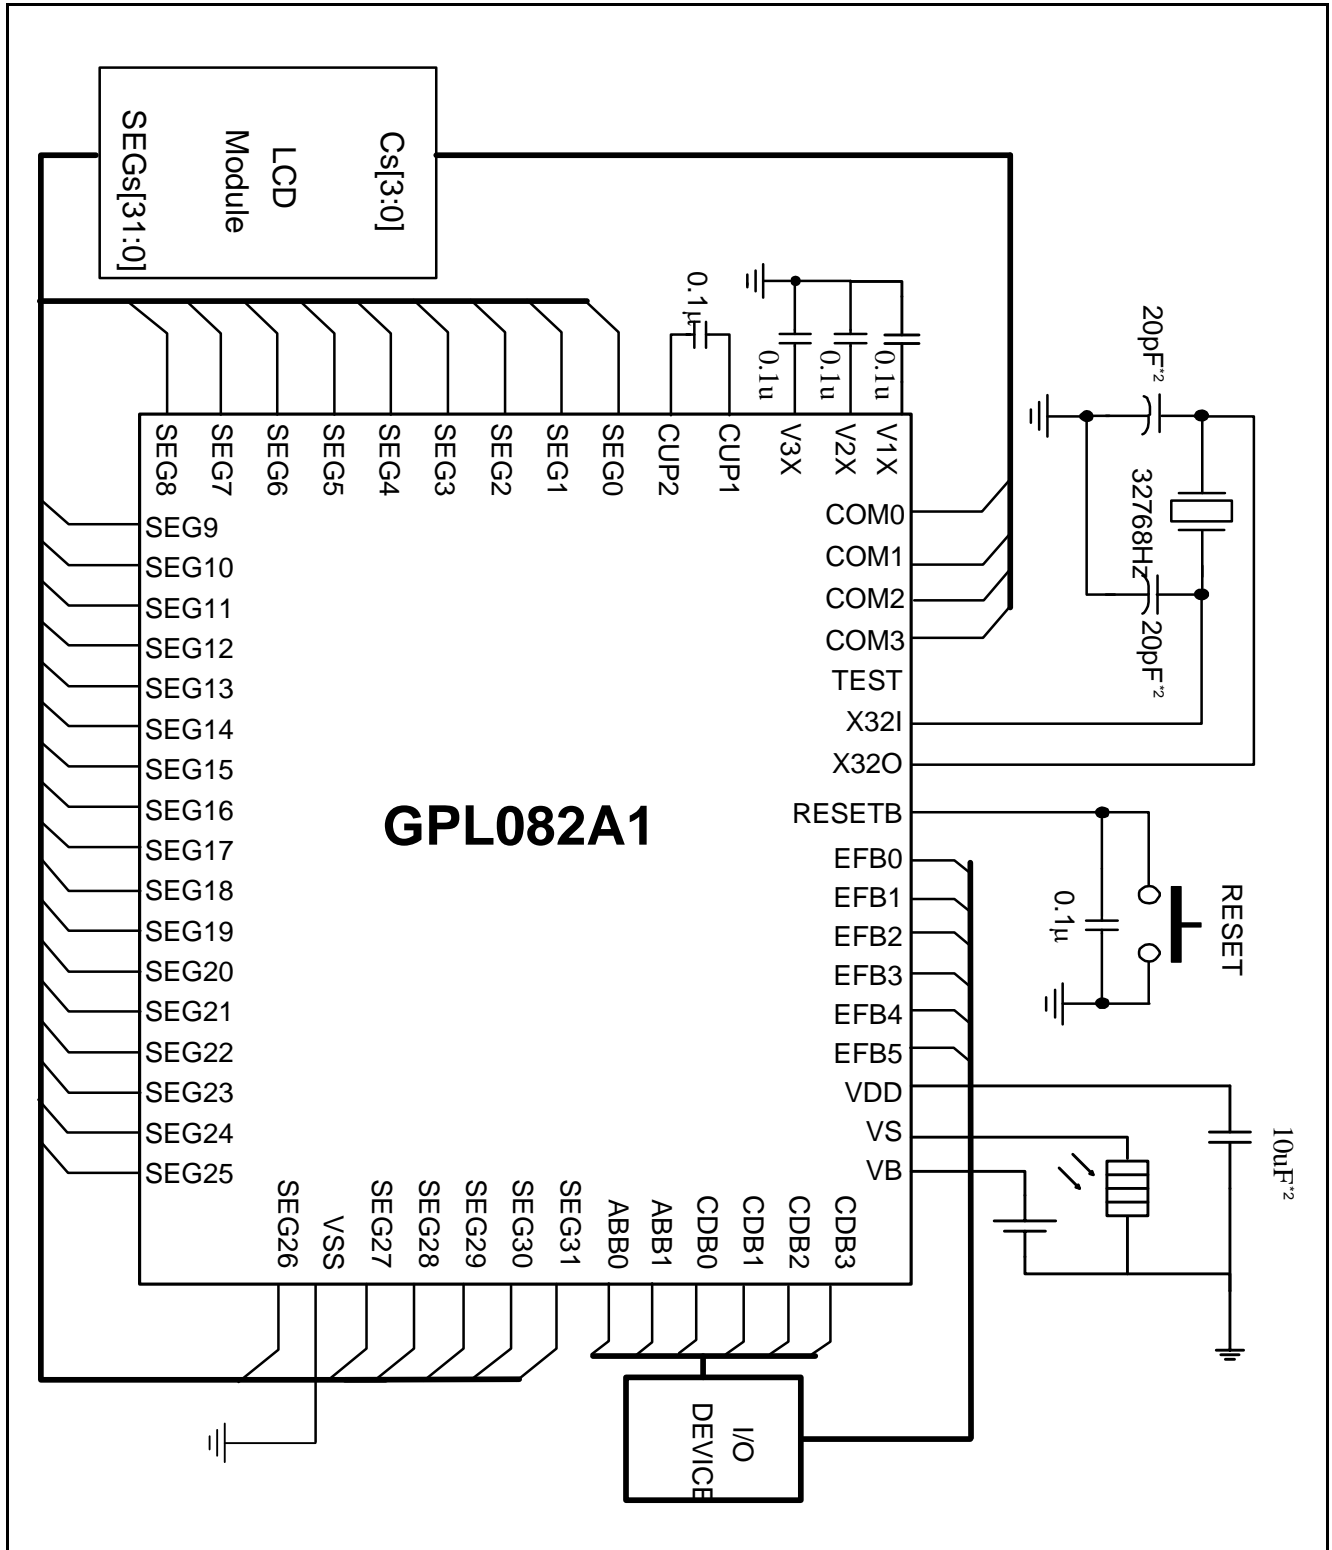 LCD
Module
Cs[3:0]
SEGs[31:0]
0.1μ
0.1u
0.1u
0.1u
20pF*2
32768Hz
20pF*2
SEG8
SEG7
SEG6
SEG5
SEG4
SEG3
SEG2
SEG1
SEG0
CUP2
CUP1
V3X
V2X
V1X
SEG9
SEG10
SEG11
SEG12
SEG13
SEG14
SEG15
SEG16
SEG17
SEG18
SEG19
SEG20
SEG21
SEG22
SEG23
SEG24
SEG25
GPL082A1
COM0
COM1
COM2
COM3
TEST
X32I
X32O
RESETB
EFB0
EFB1
EFB2
EFB3
EFB4
EFB5
VDD
VS
VB
0.1μ
RESET
10uF*2
SEG26
VSS
SEG27
SEG28
SEG29
SEG30
SEG31
ABB0
ABB1
CDB0
CDB1
CDB2
CDB3
I/O
DEVICE